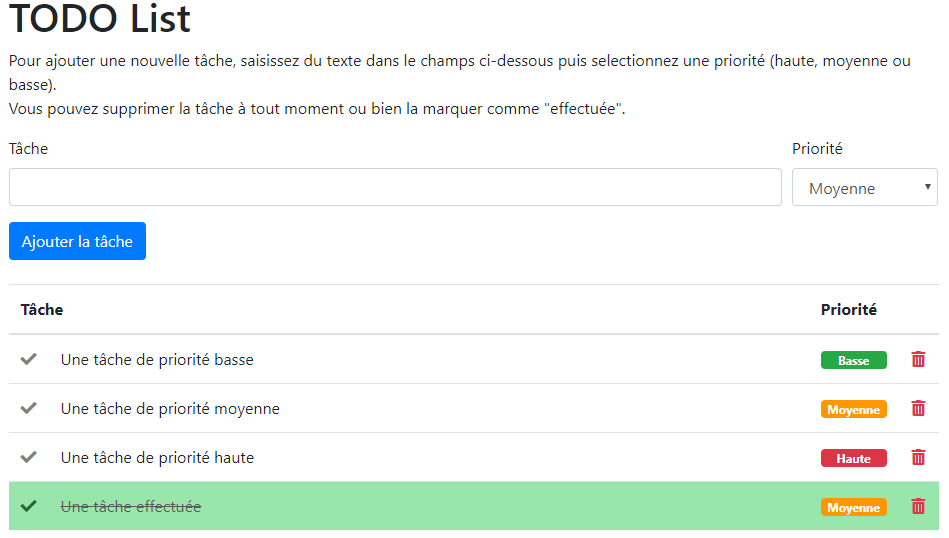 TODO List
Pour ajouter une nouvelle tâche, saisissez du texte dans le champs ci-dessous puis selectionnez une priorité (haute, moyenne ou
basse).
Vous pouvez supprimer la tâche à tout moment ou bien la marquer comme "effectuée".
Tâche Priorité
Moyenne
Ajouter la tâche
Tâche Priorité
Une tâche de priorité basse Basse
Une tâche de priorité moyenne Moyenne
Une tâche de priorité haute Haute
Une tâche effectuée Moyenne